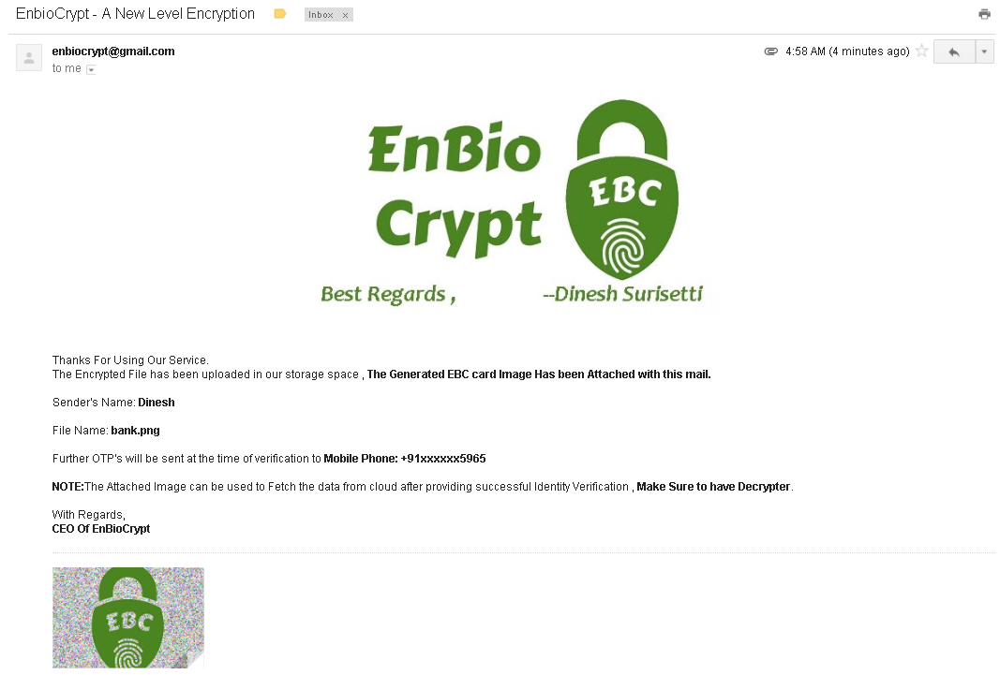 EnbioCrypt - A New Level Encryption Inbox x
enbiocrypt@gmail.com 4:58 AM (4 minutes ago)
to me
EnBio
Crypt
EBC
Best Regards , --Dinesh Surisetti
Thanks For Using Our Service.
The Encrypted File has been uploaded in our storage space , The Generated EBC card Image Has been Attached with this mail.
Sender's Name: Dinesh
File Name: bank.png
Further OTP's will be sent at the time of verification to Mobile Phone: +91xxxxxx5965
NOTE:The Attached Image can be used to Fetch the data from cloud after providing successful Identity Verification , Make Sure to have Decrypter.
With Regards,
CEO Of EnBioCrypt
EBC